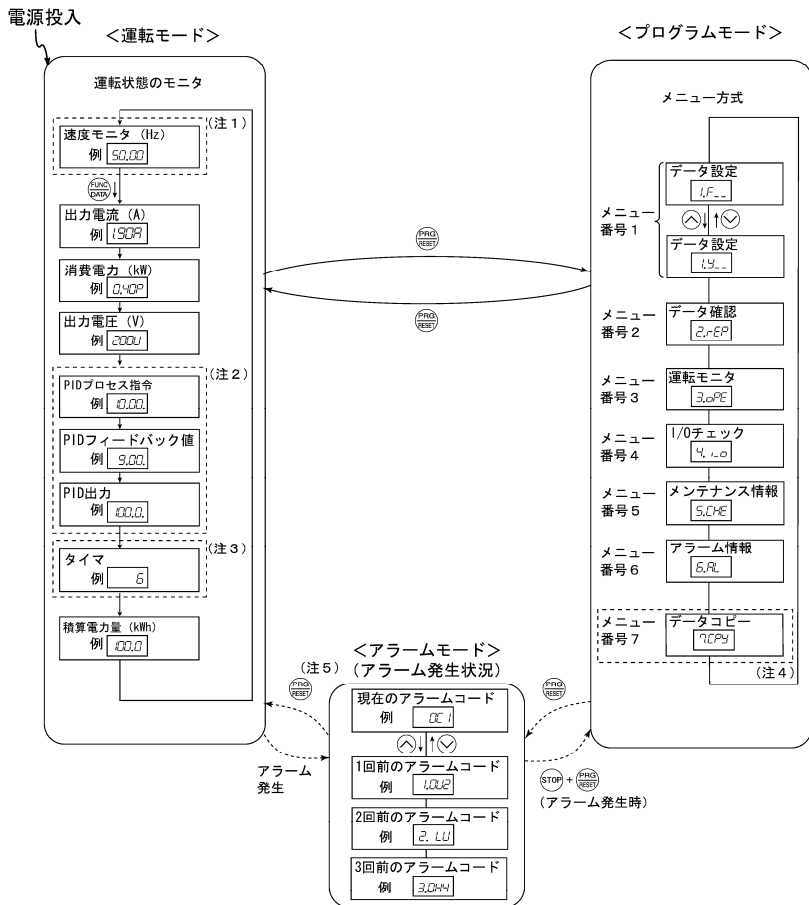 電源投入
＜運転モード＞
運転状態のモニタ
(注１)
速度モニタ (Hz)
例 50.00
FUNC
DATA
出力電流 (A)
例 1.90A
消費電力 (kW)
例 0.40P
出力電圧 (V)
例 200U
(注２)
PIDプロセス指令
例 10.00.
PIDフィードバック値
例 9.00.
PID出力
例 100.0.
(注３)
タイマ
例 6
積算電力量 (kWh)
例 100.0
PRG
RESET
PRG
RESET
＜プログラムモード＞
メニュー方式
メニュー
番号１
データ設定
1.F__
データ設定
1.y__
メニュー
番号２
データ確認
2.rEP
メニュー
番号３
運転モニタ
3.oPE
メニュー
番号４
I/Oチェック
4.i_o
メニュー
番号５
メンテナンス情報
5.CHE
メニュー
番号６
アラーム情報
6.AL
メニュー
番号７
データコピー
7.CPY
(注４)
＜アラームモード＞
(注５)
(アラーム発生状況)
PRG
RESET
PRG
RESET
現在のアラームコード
例 OC1
1回前のアラームコード
例 1.OU2
2回前のアラームコード
例 2. LU
3回前のアラームコード
例 3.OH4
アラーム
発生
STOP + PRG
RESET
(アラーム発生時)